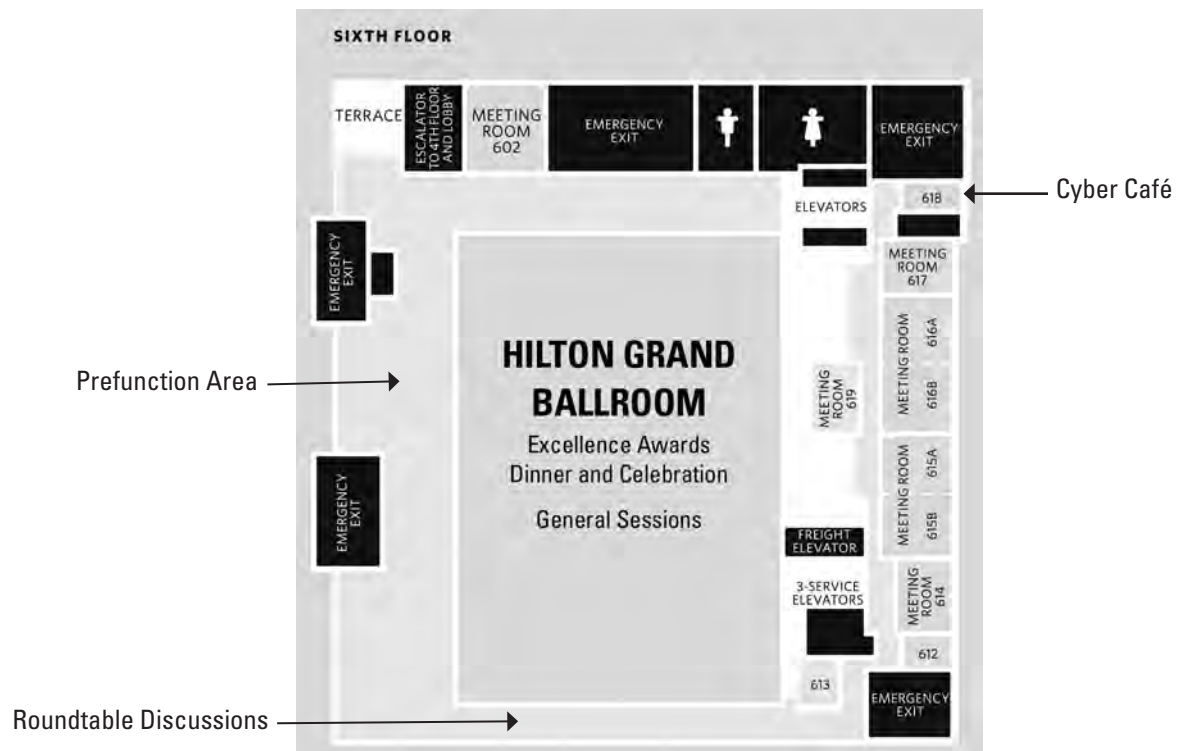 SIXTH FLOOR
TERRACE
ESCALATOR
TO 4TH FLOOR
AND LOBBY
MEETING
ROOM
602
EMERGENCY
EXIT
EMERGENCY
EXIT
ELEVATORS
618
Cyber Café
MEETING
ROOM
617
EMERGENCY
EXIT
MEETING ROOM
616A
616B
HILTON GRAND
BALLROOM
Excellence Awards
Dinner and Celebration
General Sessions
Prefunction Area
MEETING
ROOM
619
MEETING ROOM
615A
615B
EMERGENCY
EXIT
FREIGHT
ELEVATOR
3-SERVICE
ELEVATORS
MEETING
ROOM
614
612
613
EMERGENCY
EXIT
Roundtable Discussions